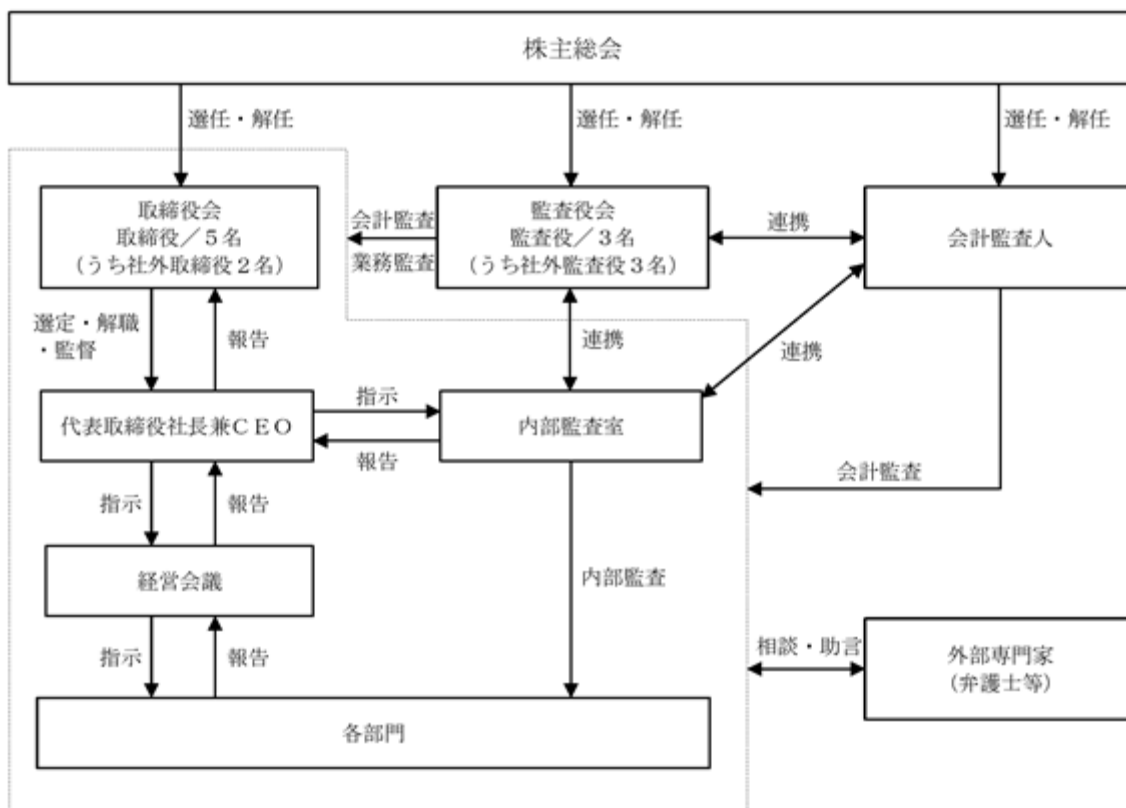 株主総会
選任・解任
選任・解任
選任・解任
取締役会
取締役／５名
（うち社外取締役２名）
会計監査
業務監査
監査役会
監査役／３名
（うち社外監査役３名）
連携
会計監査人
選定・解職
・監督
報告
連携
連携
代表取締役社長兼ＣＥＯ
指示
報告
内部監査室
指示
報告
会計監査
経営会議
内部監査
指示
報告
相談・助言
外部専門家
（弁護士等）
各部門